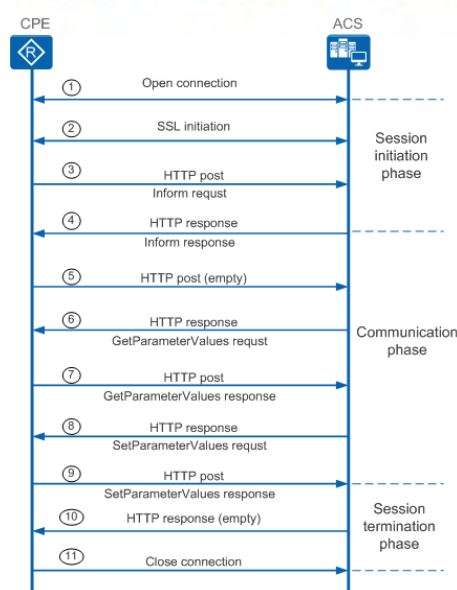 CPE
ACS
R
1
Open connection
2
SSL initiation
Session
initiation
phase
3
HTTP post
Inform requst
4
HTTP response
Inform response
5
HTTP post (empty)
6
HTTP response
GetParameterValues requst
Communication
phase
7
HTTP post
GetParameterValues response
8
HTTP response
SetParameterValues requst
9
HTTP post
SetParameterValues response
10
HTTP response (empty)
Session
termination
phase
11
Close connection